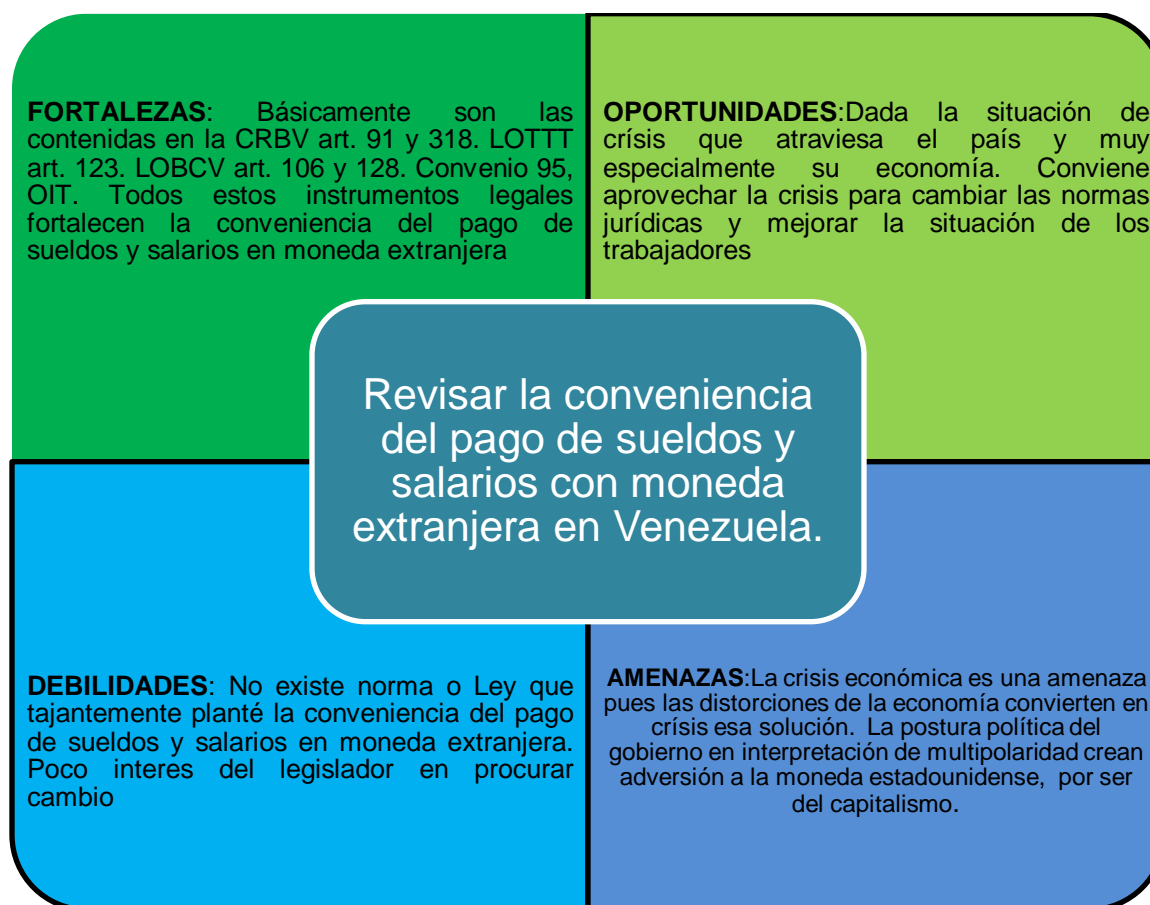 FORTALEZAS: Básicamente son las
contenidas en la CRBV art. 91 y 318. LOTTT
art. 123. LOBCV art. 106 y 128. Convenio 95,
OIT. Todos estos instrumentos legales
fortalecen la conveniencia del pago de
sueldos y salarios en moneda extranjera
OPORTUNIDADES:Dada la situación de
crísis que atraviesa el país y muy
especialmente su economía. Conviene
aprovechar la crisis para cambiar las normas
jurídicas y mejorar la situación de los
trabajadores
Revisar la conveniencia
del pago de sueldos y
salarios con moneda
extranjera en Venezuela.
DEBILIDADES: No existe norma o Ley que
tajantemente planté la conveniencia del pago
de sueldos y salarios en moneda extranjera.
Poco interes del legislador en procurar
cambio
AMENAZAS:La crisis económica es una amenaza
pues las distorciones de la economía convierten en
crísis esa solución. La postura política del
gobierno en interpretación de multipolaridad crean
adversión a la moneda estadounidense, por ser
del capitalismo.